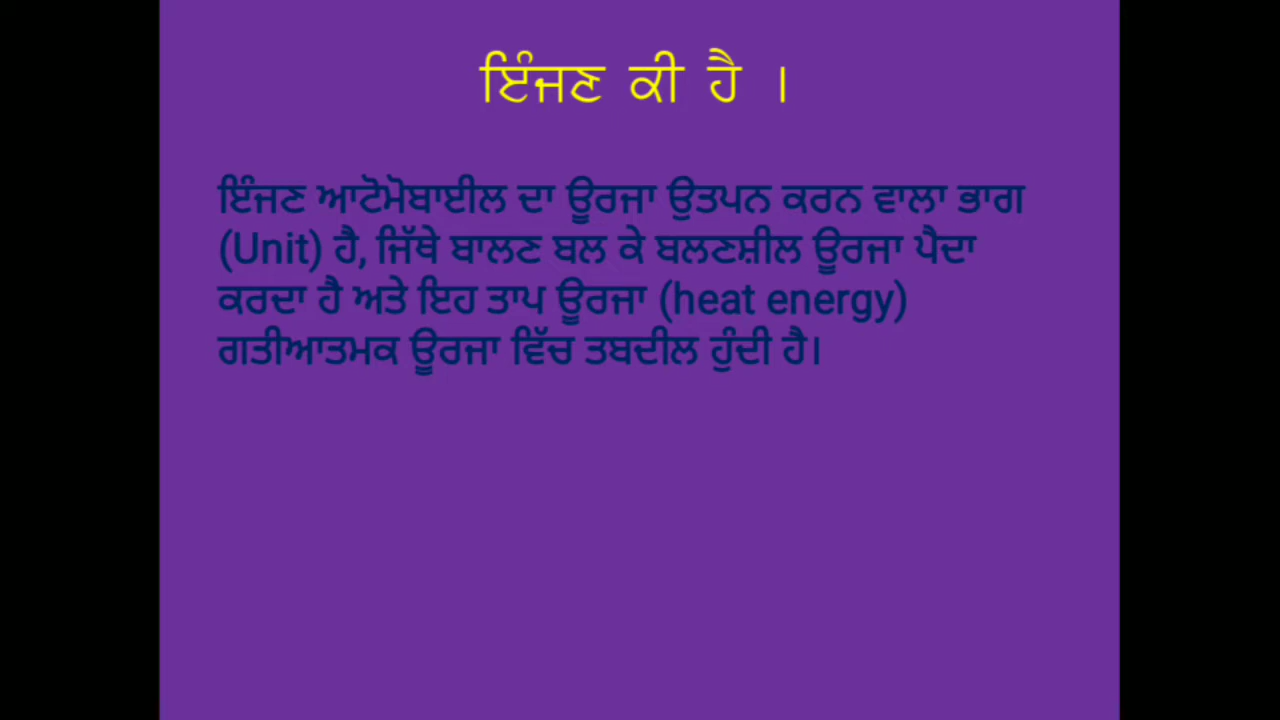 ਇੰਜਣ ਕੀ ਹੈ ।
ਇੰਜਣ ਆਟੋਮੋਬਾਈਲ ਦਾ ਊਰਜਾ ਉਤਪਨ ਕਰਨ ਵਾਲਾ ਭਾਗ
(Unit) ਹੈ, ਜਿੱਥੇ ਬਾਲਣ ਬਲ ਕੇ ਬਲਣਸ਼ੀਲ ਊਰਜਾ ਪੈਦਾ
ਕਰਦਾ ਹੈ ਅਤੇ ਇਹ ਤਾਪ ਊਰਜਾ (heat energy)
ਗਤੀਆਤਮਕ ਊਰਜਾ ਵਿੱਚ ਤਬਦੀਲ ਹੁੰਦੀ ਹੈ।